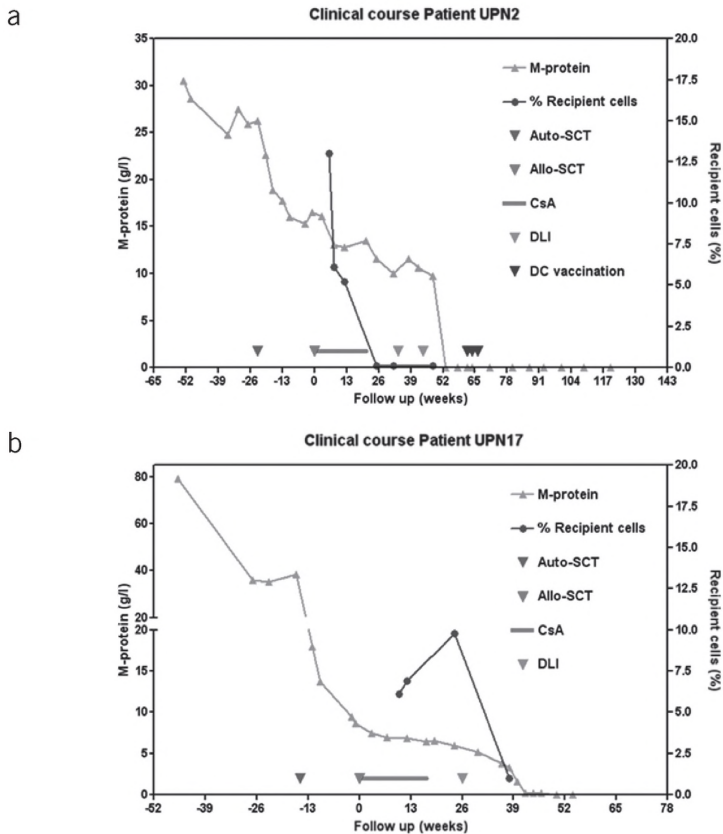 a
Clinical course Patient UPN2
35
30
25
20
15
10
5
0
M-protein (g/l)
20.0
17.5
15.0
12.5
10.0
7.5
5.0
2.5
0.0
Recipient cells (%)
M-protein
% Recipient cells
Auto-SCT
Allo-SCT
CsA
DLI
DC vaccination
-65 -52 -39 -26 -13 0 13 26 39 52 65 78 91 104 117 130 143
Follow up (weeks)
b
Clinical course Patient UPN17
80
60
40
20
20
15
10
5
0
M-protein (g/l)
20.0
17.5
15.0
12.5
10.0
7.5
5.0
2.5
0.0
Recipient cells (%)
M-protein
% Recipient cells
Auto-SCT
Allo-SCT
CsA
DLI
-52 -39 -26 -13 0 13 26 39 52 65 78
Follow up (weeks)